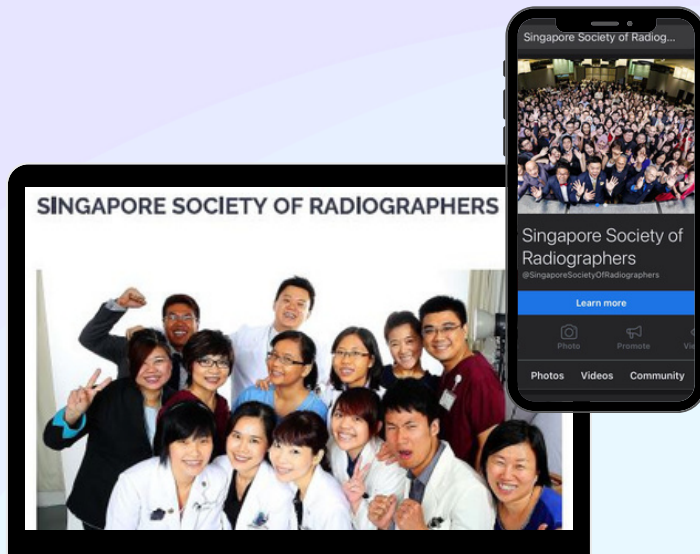 SINGAPORE SOCIETY OF RADIOGRAPHERS
Singapore Society of Radiog...
Singapore Society of
Radiographers
@SingaporeSocietyOfRadiographers
Learn more
Photo
Promote
Photos Videos Community